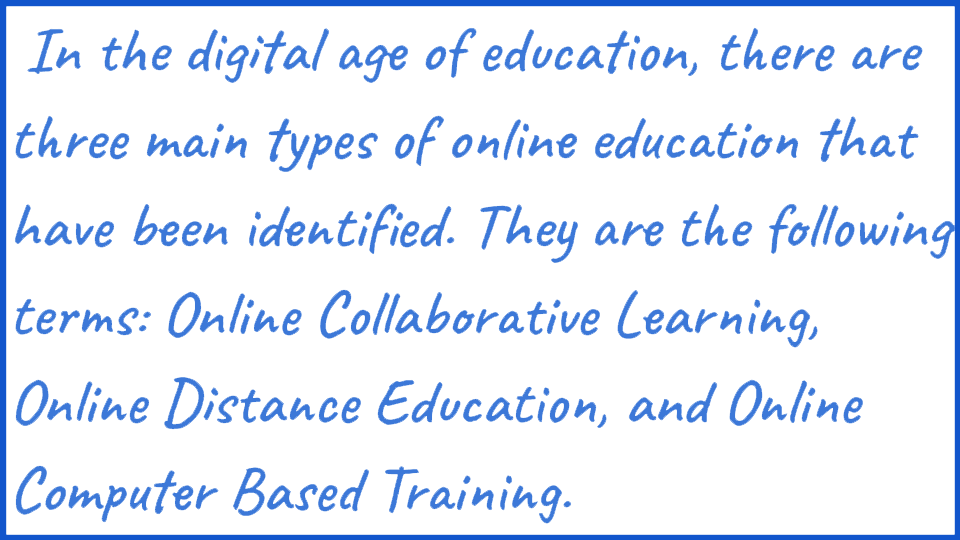 In the digital age of education, there are
three main types of online education that
have been identified. They are the following
terms: Online Collaborative Learning,
Online Distance Education, and Online
Computer Based Training.